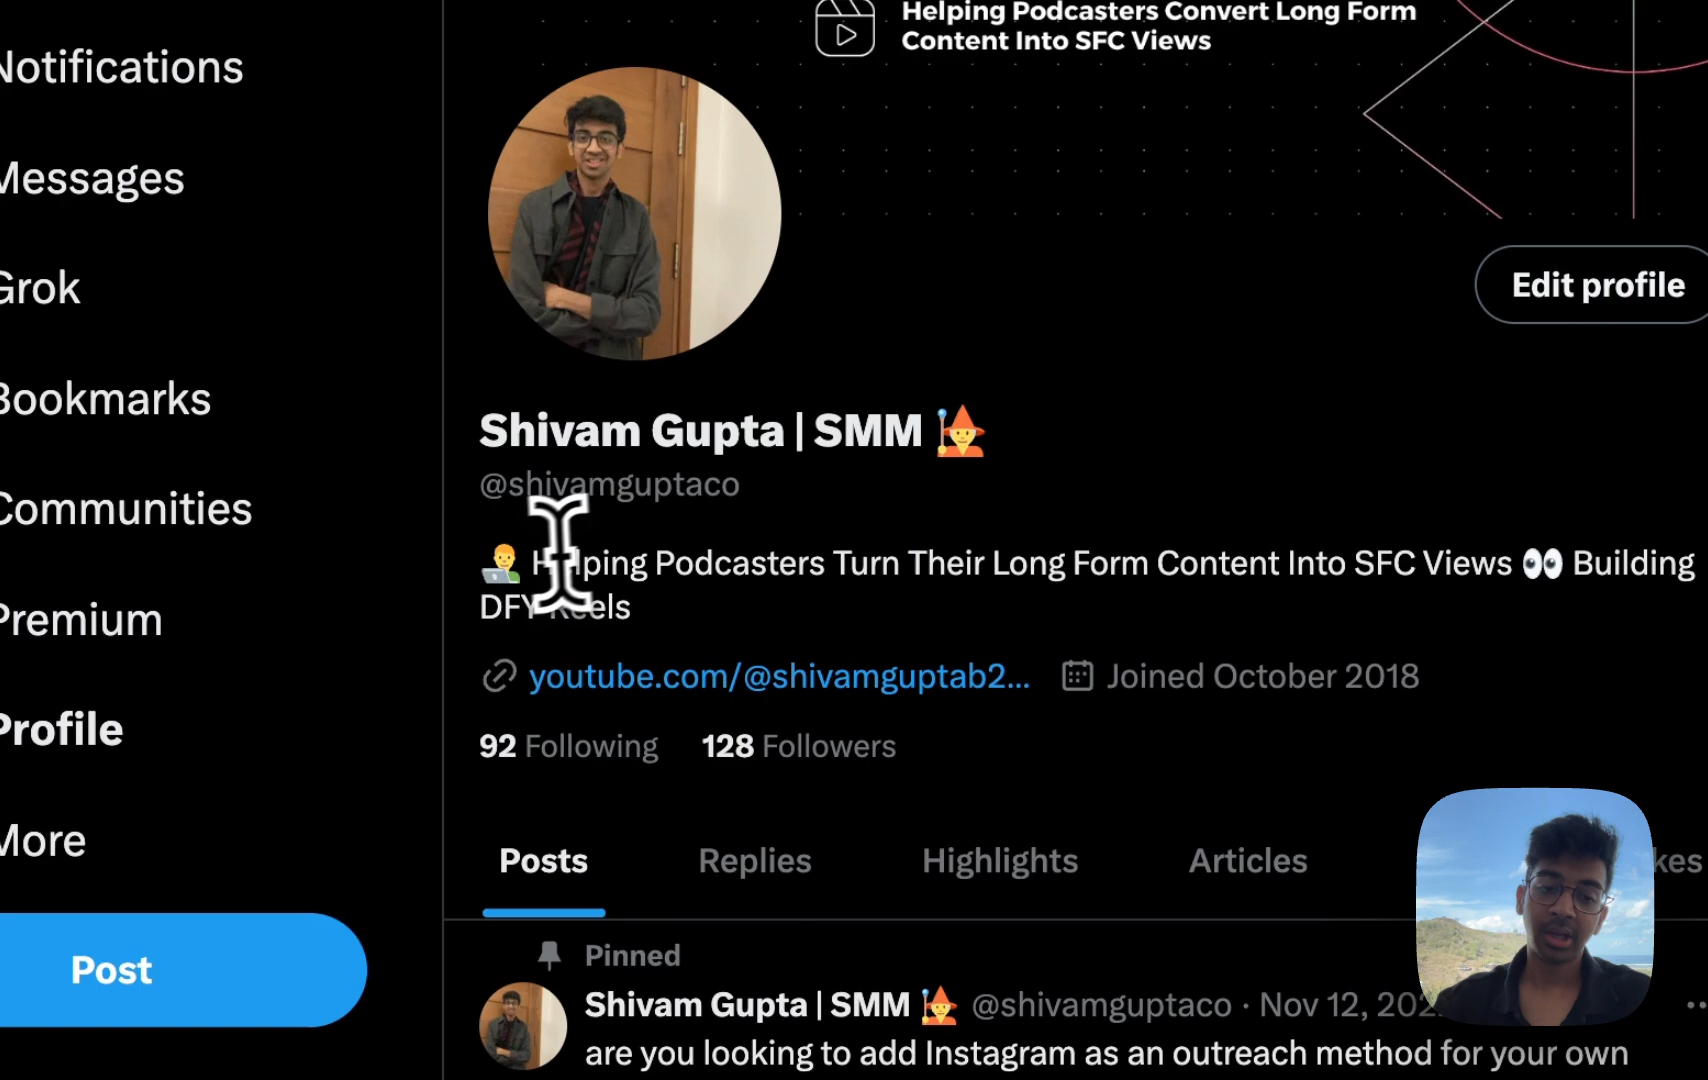 Helping Podcasters Convert Long Form
Content Into SFC Views
Notifications
Messages
Grok
Bookmarks
Communities
Premium
Profile
More
Post
Edit profile
Shivam Gupta | SMM 🧙
@shivamguptaco
👨‍💻 Helping Podcasters Turn Their Long Form Content Into SFC Views 👀 Building
DFY Reels
youtube.com/@shivamguptab2... Joined October 2018
92 Following 128 Followers
Posts Replies Highlights Articles
Pinned
Shivam Gupta | SMM 🧙 @shivamguptaco · Nov 12,
are you looking to add Instagram as an outreach method for your own